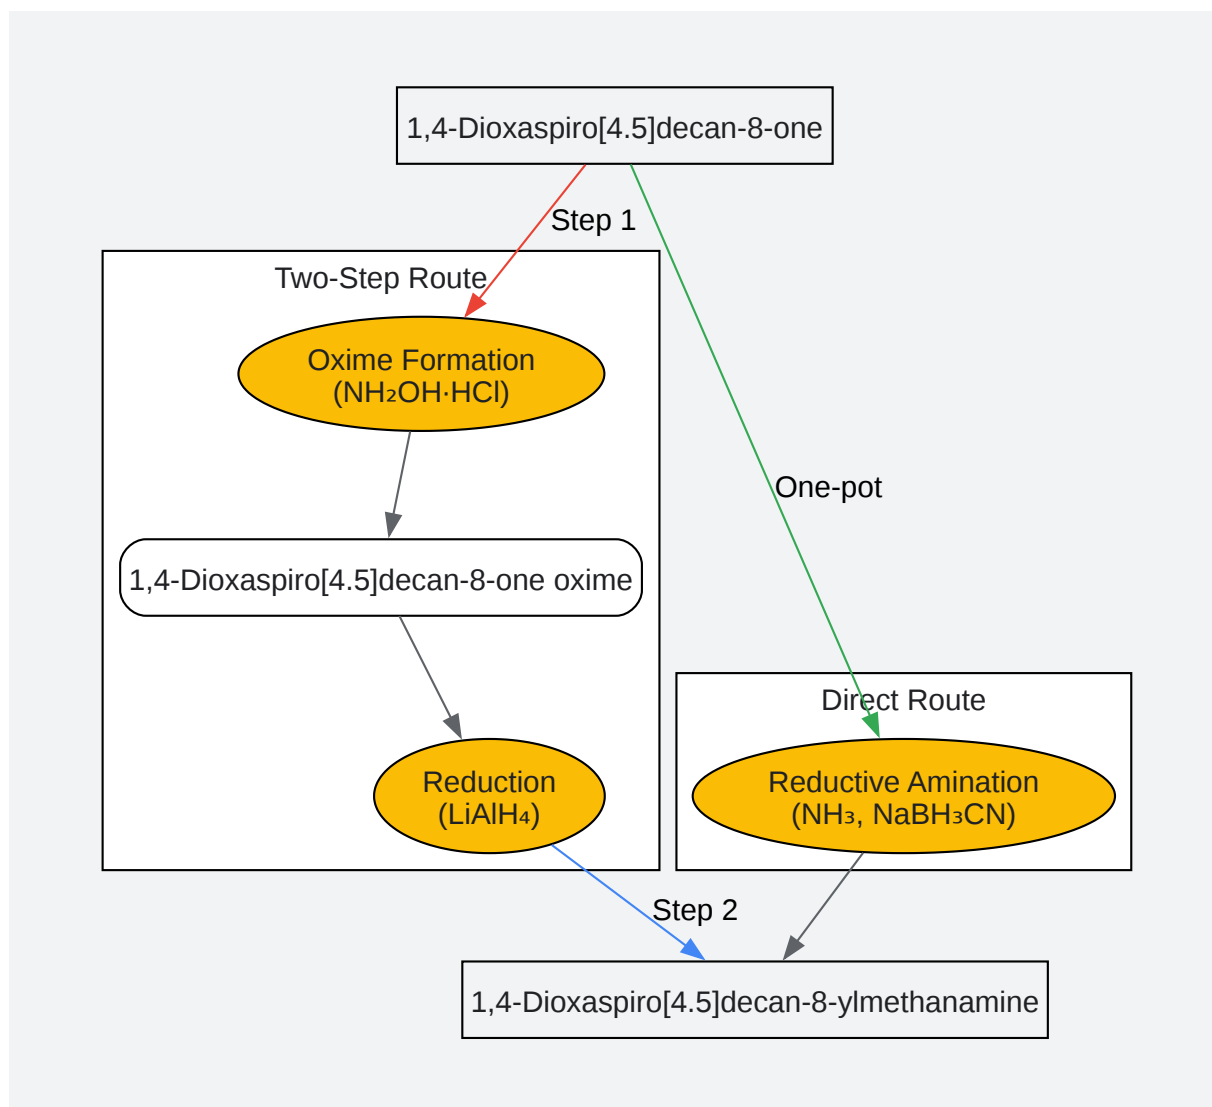 1,4-Dioxaspiro[4.5]decan-8-one
Step 1
Two-Step Route
Oxime Formation
(NH₂OH·HCl)
One-pot
1,4-Dioxaspiro[4.5]decan-8-one oxime
Direct Route
Reduction
(LiAlH₄)
Reductive Amination
(NH₃, NaBH₃CN)
Step 2
1,4-Dioxaspiro[4.5]decan-8-ylmethanamine